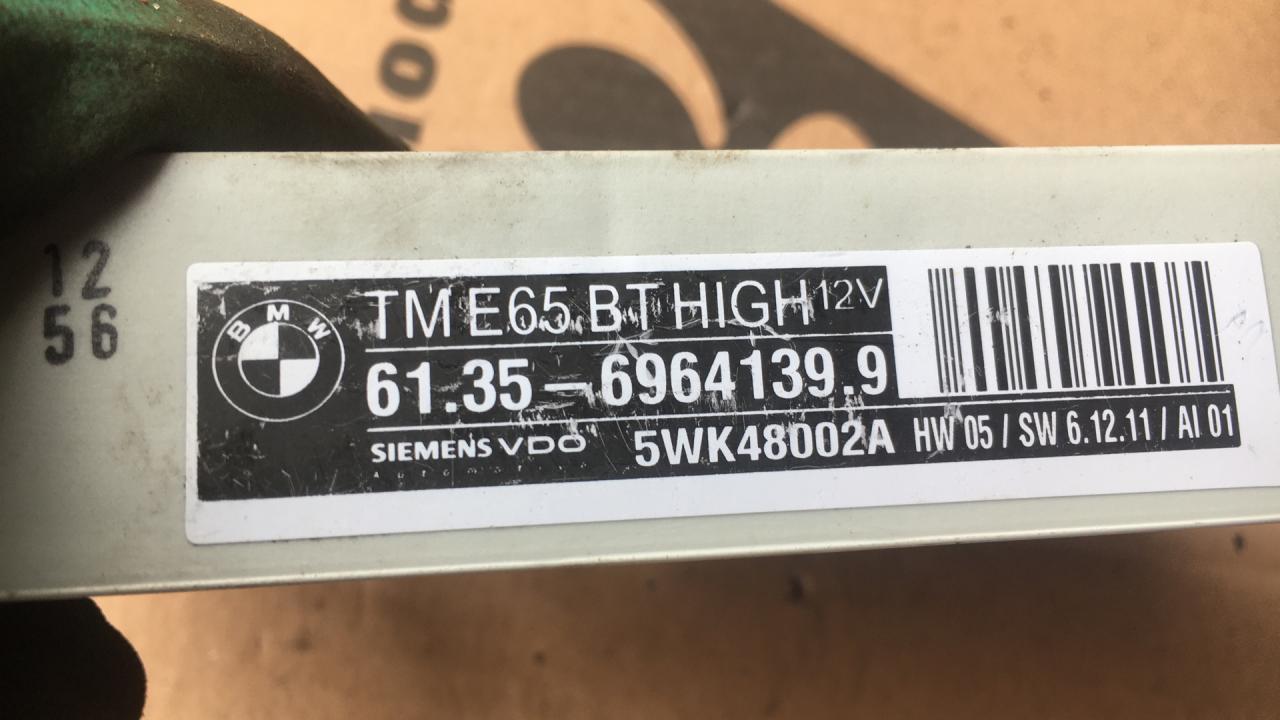 12
56
BMW
TM E65 BT HIGH 12V
61.35 – 6964139.9
SIEMENS VDO 5WK48002A HW 05 / SW 6.12.11 / AI 01